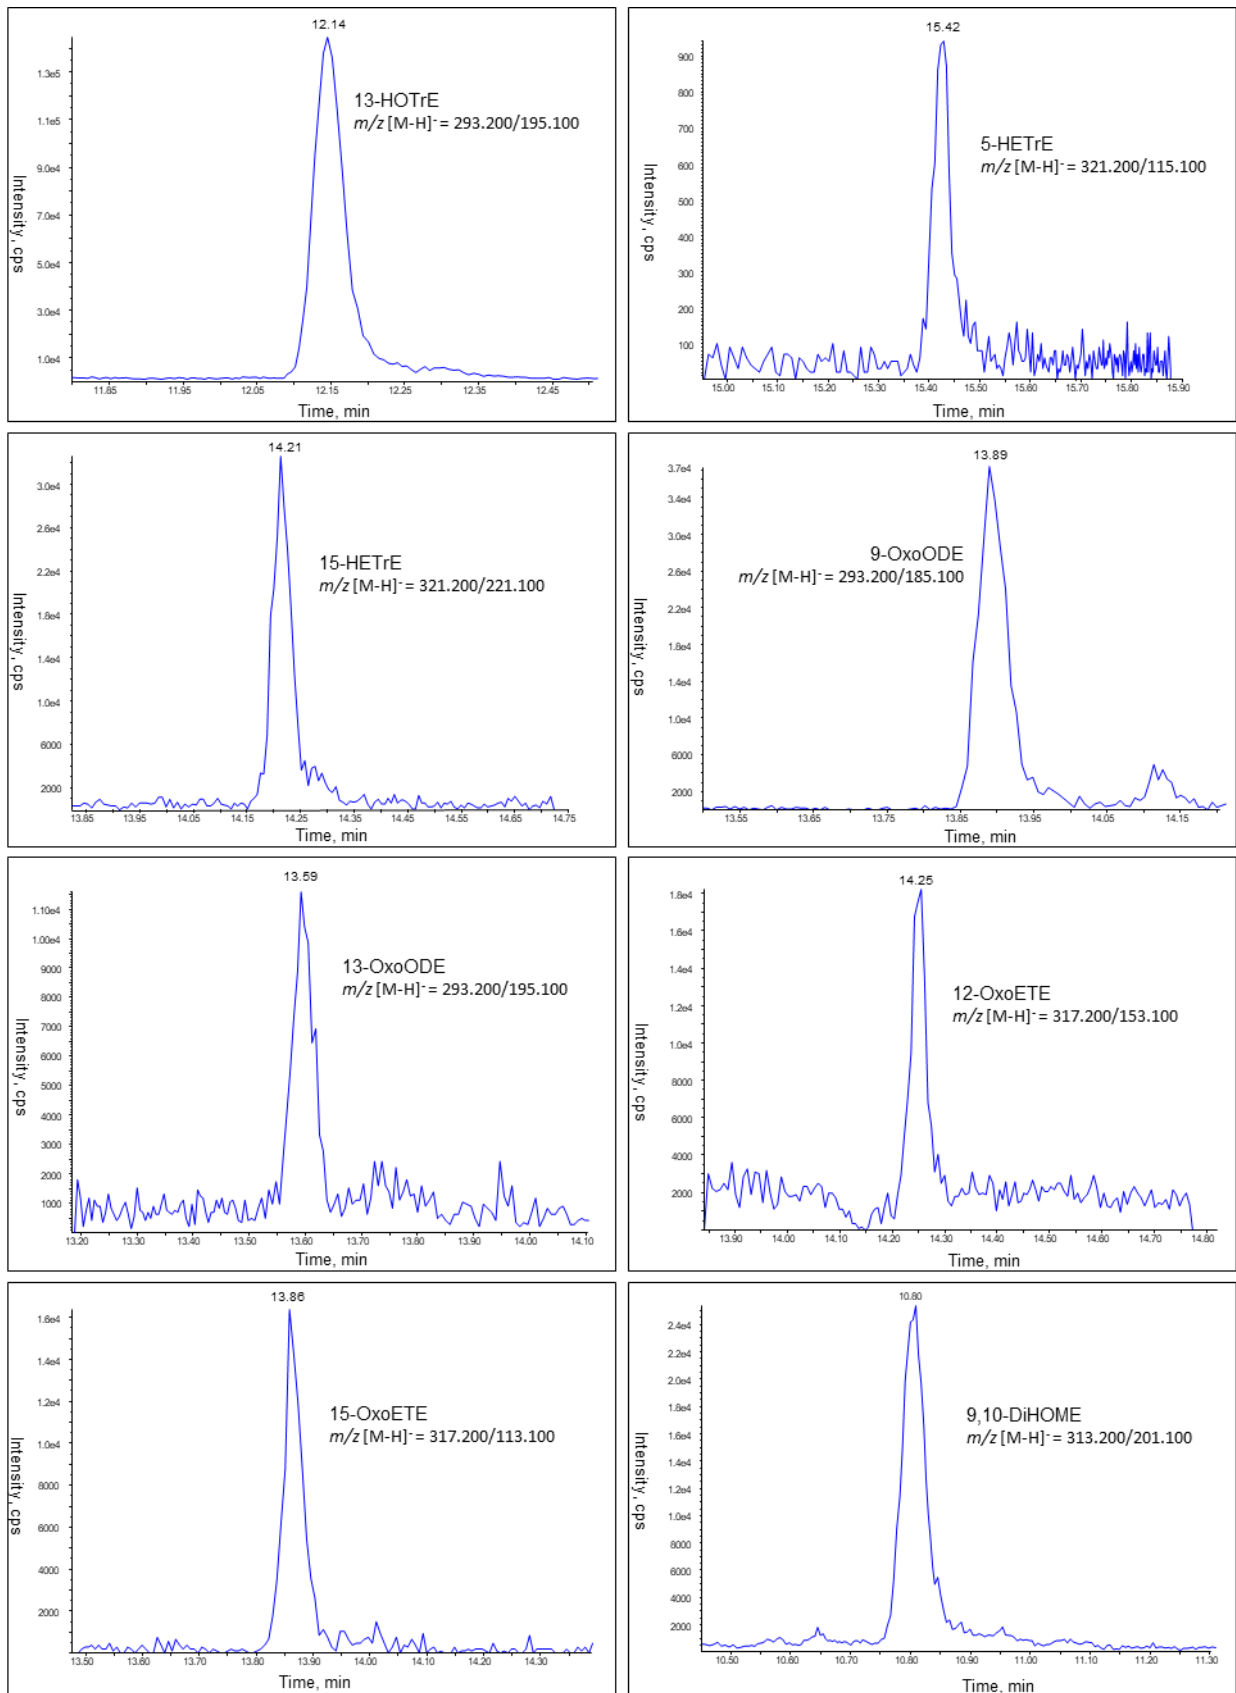 12.14
1.3e5
1.1e5
9.0e4
7.0e4
5.0e4
3.0e4
1.0e4
Intensity, cps
13-HOTrE
m/z [M-H]⁻ = 293.200/195.100
11.85 11.95 12.05 12.15 12.25 12.35 12.45
Time, min
15.42
900
800
700
600
500
400
300
200
100
Intensity, cps
5-HETrE
m/z [M-H]⁻ = 321.200/115.100
15.00 15.10 15.20 15.30 15.40 15.50 15.60 15.70 15.80 15.90
Time, min
14.21
3.0e4
2.6e4
2.2e4
1.8e4
1.4e4
1.0e4
6000
2000
Intensity, cps
15-HETrE
m/z [M-H]⁻ = 321.200/221.100
13.85 13.95 14.05 14.15 14.25 14.35 14.45 14.55 14.65 14.75
Time, min
13.89
3.7e4
3.4e4
3.0e4
2.6e4
2.2e4
1.8e4
1.4e4
1.0e4
6000
2000
Intensity, cps
9-OxoODE
m/z [M-H]⁻ = 293.200/185.100
13.55 13.65 13.75 13.85 13.95 14.05 14.15
Time, min
13.59
1.10e4
1.00e4
9000
8000
7000
6000
5000
4000
3000
2000
1000
Intensity, cps
13-OxoODE
m/z [M-H]⁻ = 293.200/195.100
13.20 13.30 13.40 13.50 13.60 13.70 13.80 13.90 14.00 14.10
Time, min
14.25
1.8e4
1.6e4
1.4e4
1.2e4
1.0e4
8000
6000
4000
2000
Intensity, cps
12-OxoETE
m/z [M-H]⁻ = 317.200/153.100
13.90 14.00 14.10 14.20 14.30 14.40 14.50 14.60 14.70 14.80
Time, min
13.86
1.6e4
1.4e4
1.2e4
1.0e4
8000
6000
4000
2000
Intensity, cps
15-OxoETE
m/z [M-H]⁻ = 317.200/113.100
13.50 13.60 13.70 13.80 13.90 14.00 14.10 14.20 14.30
Time, min
10.80
2.4e4
2.2e4
2.0e4
1.8e4
1.6e4
1.4e4
1.2e4
1.0e4
8000
6000
4000
2000
Intensity, cps
9,10-DiHOME
m/z [M-H]⁻ = 313.200/201.100
10.50 10.60 10.70 10.80 10.90 11.00 11.10 11.20 11.30
Time, min